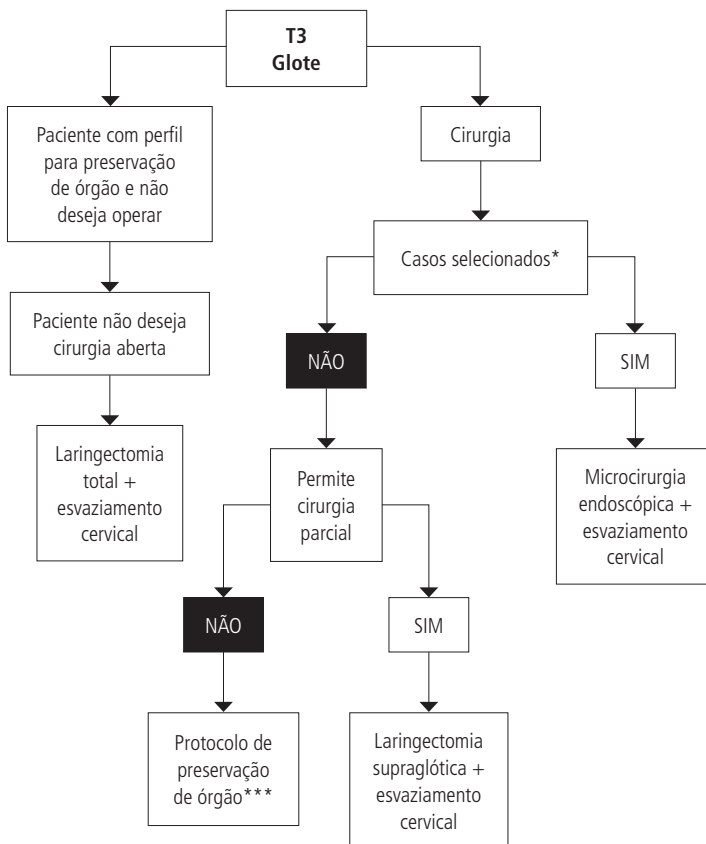 T3
Glote
Paciente com perfil
para preservação
de órgão e não
deseja operar
Cirurgia
Casos selecionados*
Paciente não deseja
cirurgia aberta
NÃO
SIM
Laringectomia
total +
esvaziamento
cervical
Permite
cirurgia
parcial
Microcirurgia
endoscópica +
esvaziamento
cervical
NÃO
SIM
Protocolo de
preservação
de órgão***
Laringectomia
supraglótica +
esvaziamento
cervical